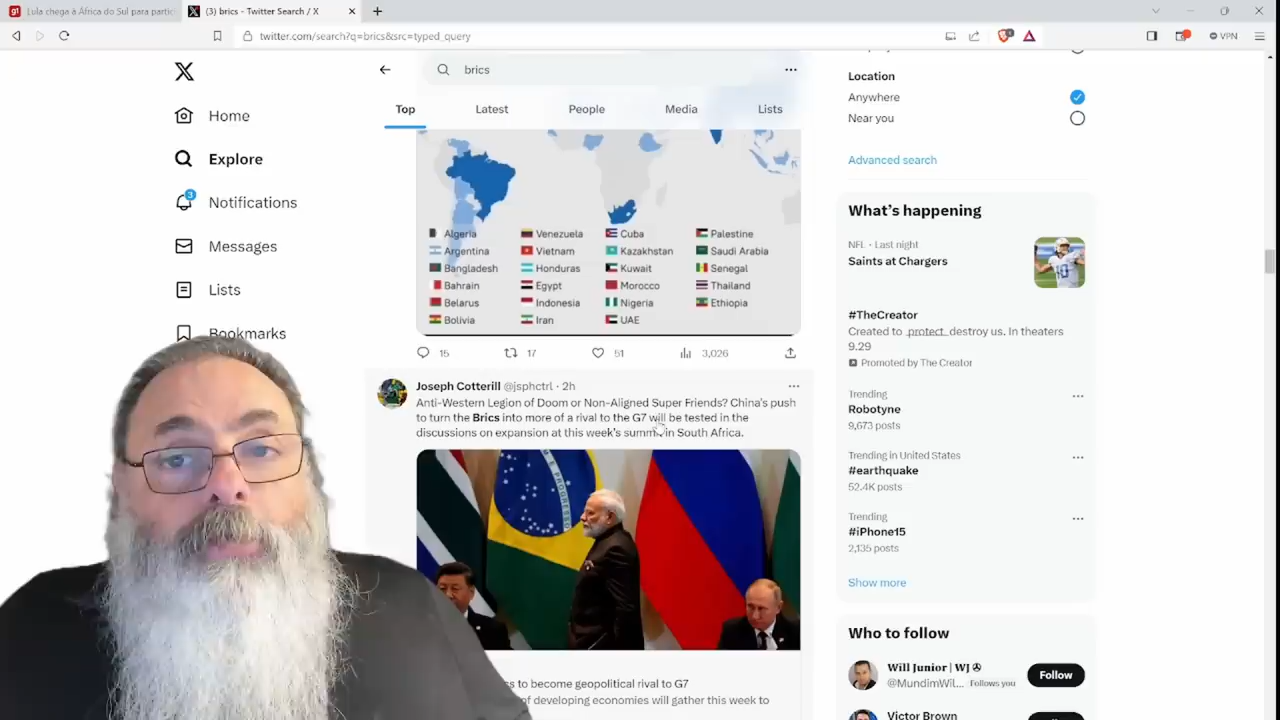 Lula chega à África do Sul para partici
(3) brics - Twitter Search / X
twitter.com/search?q=brics&src=typed_query
VPN
brics
Top
Latest
People
Media
Lists
Home
Explore
3
Notifications
Messages
Lists
Bookmarks
Algeria
Venezuela
Cuba
Palestine
Argentina
Vietnam
Kazakhstan
Saudi Arabia
Bangladesh
Honduras
Kuwait
Senegal
Bahrain
Egypt
Morocco
Thailand
Belarus
Indonesia
Nigeria
Ethiopia
Bolivia
Iran
UAE
15
17
51
3,026
Joseph Cotterill @jsphctrl · 2h
Anti-Western Legion of Doom or Non-Aligned Super Friends? China's push
to turn the Brics into more of a rival to the G7 will be tested in the
discussions on expansion at this week's summit in South Africa.
to become geopolitical rival to G7
of developing economies will gather this week to
Location
Anywhere
Near you
Advanced search
What's happening
NFL · Last night
Saints at Chargers
#TheCreator
Created to protect destroy us. In theaters
9.29
Promoted by The Creator
Trending
Robotyne
9,673 posts
Trending in United States
#earthquake
52.4K posts
Trending
#iPhone15
2,135 posts
Show more
Who to follow
Will Junior | WJ
@MundimWil... Follows you
Follow
Victor Brown